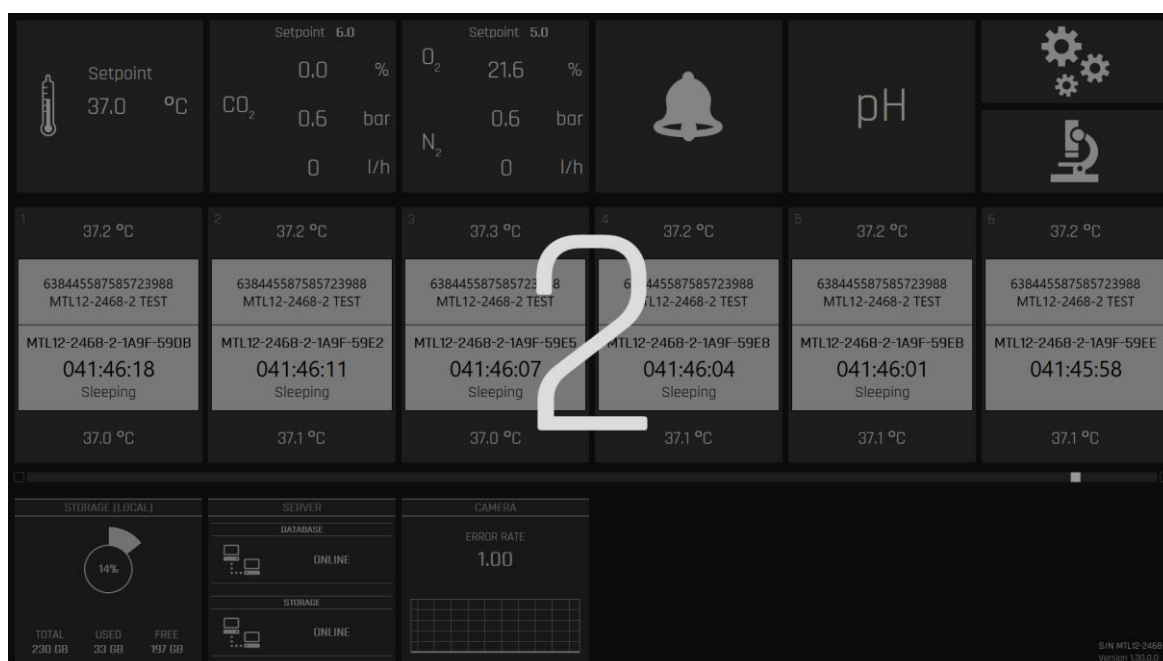 Setpoint
37.0 °C
Setpoint 6.0
0.0 %
CO₂
0.6 bar
0 l/h
Setpoint 5.0
O₂ 21.6 %
0.6 bar
N₂
0 l/h
pH
1
37.2 °C
638445587585723988
MTL12-2468-2 TEST
MTL12-2468-2-1A9F-59DB
041:46:18
Sleeping
37.0 °C
2
37.2 °C
638445587585723988
MTL12-2468-2 TEST
MTL12-2468-2-1A9F-59E2
041:46:11
Sleeping
37.1 °C
3
37.3 °C
MTL12-2468-2 TEST
MTL12-2468-2-1A9F-59E5
041:46:07
Sleeping
37.0 °C
2
4
37.2 °C
TEST
MTL12-2468-2-1A9F-59E8
041:46:04
Sleeping
37.1 °C
5
37.2 °C
638445587585723988
MTL12-2468-2 TEST
MTL12-2468-2-1A9F-59EB
041:46:01
Sleeping
37.1 °C
6
37.2 °C
638445587585723988
MTL12-2468-2 TEST
MTL12-2468-2-1A9F-59EE
041:45:58
37.1 °C
STORAGE (LOCAL)
14%
TOTAL USED FREE
230 GB 33 GB 197 GB
SERVER
DATABASE
ONLINE
STORAGE
ONLINE
CAMERA
ERROR RATE
1.00
S/N MTL12-2468
Version 1.30.0.0